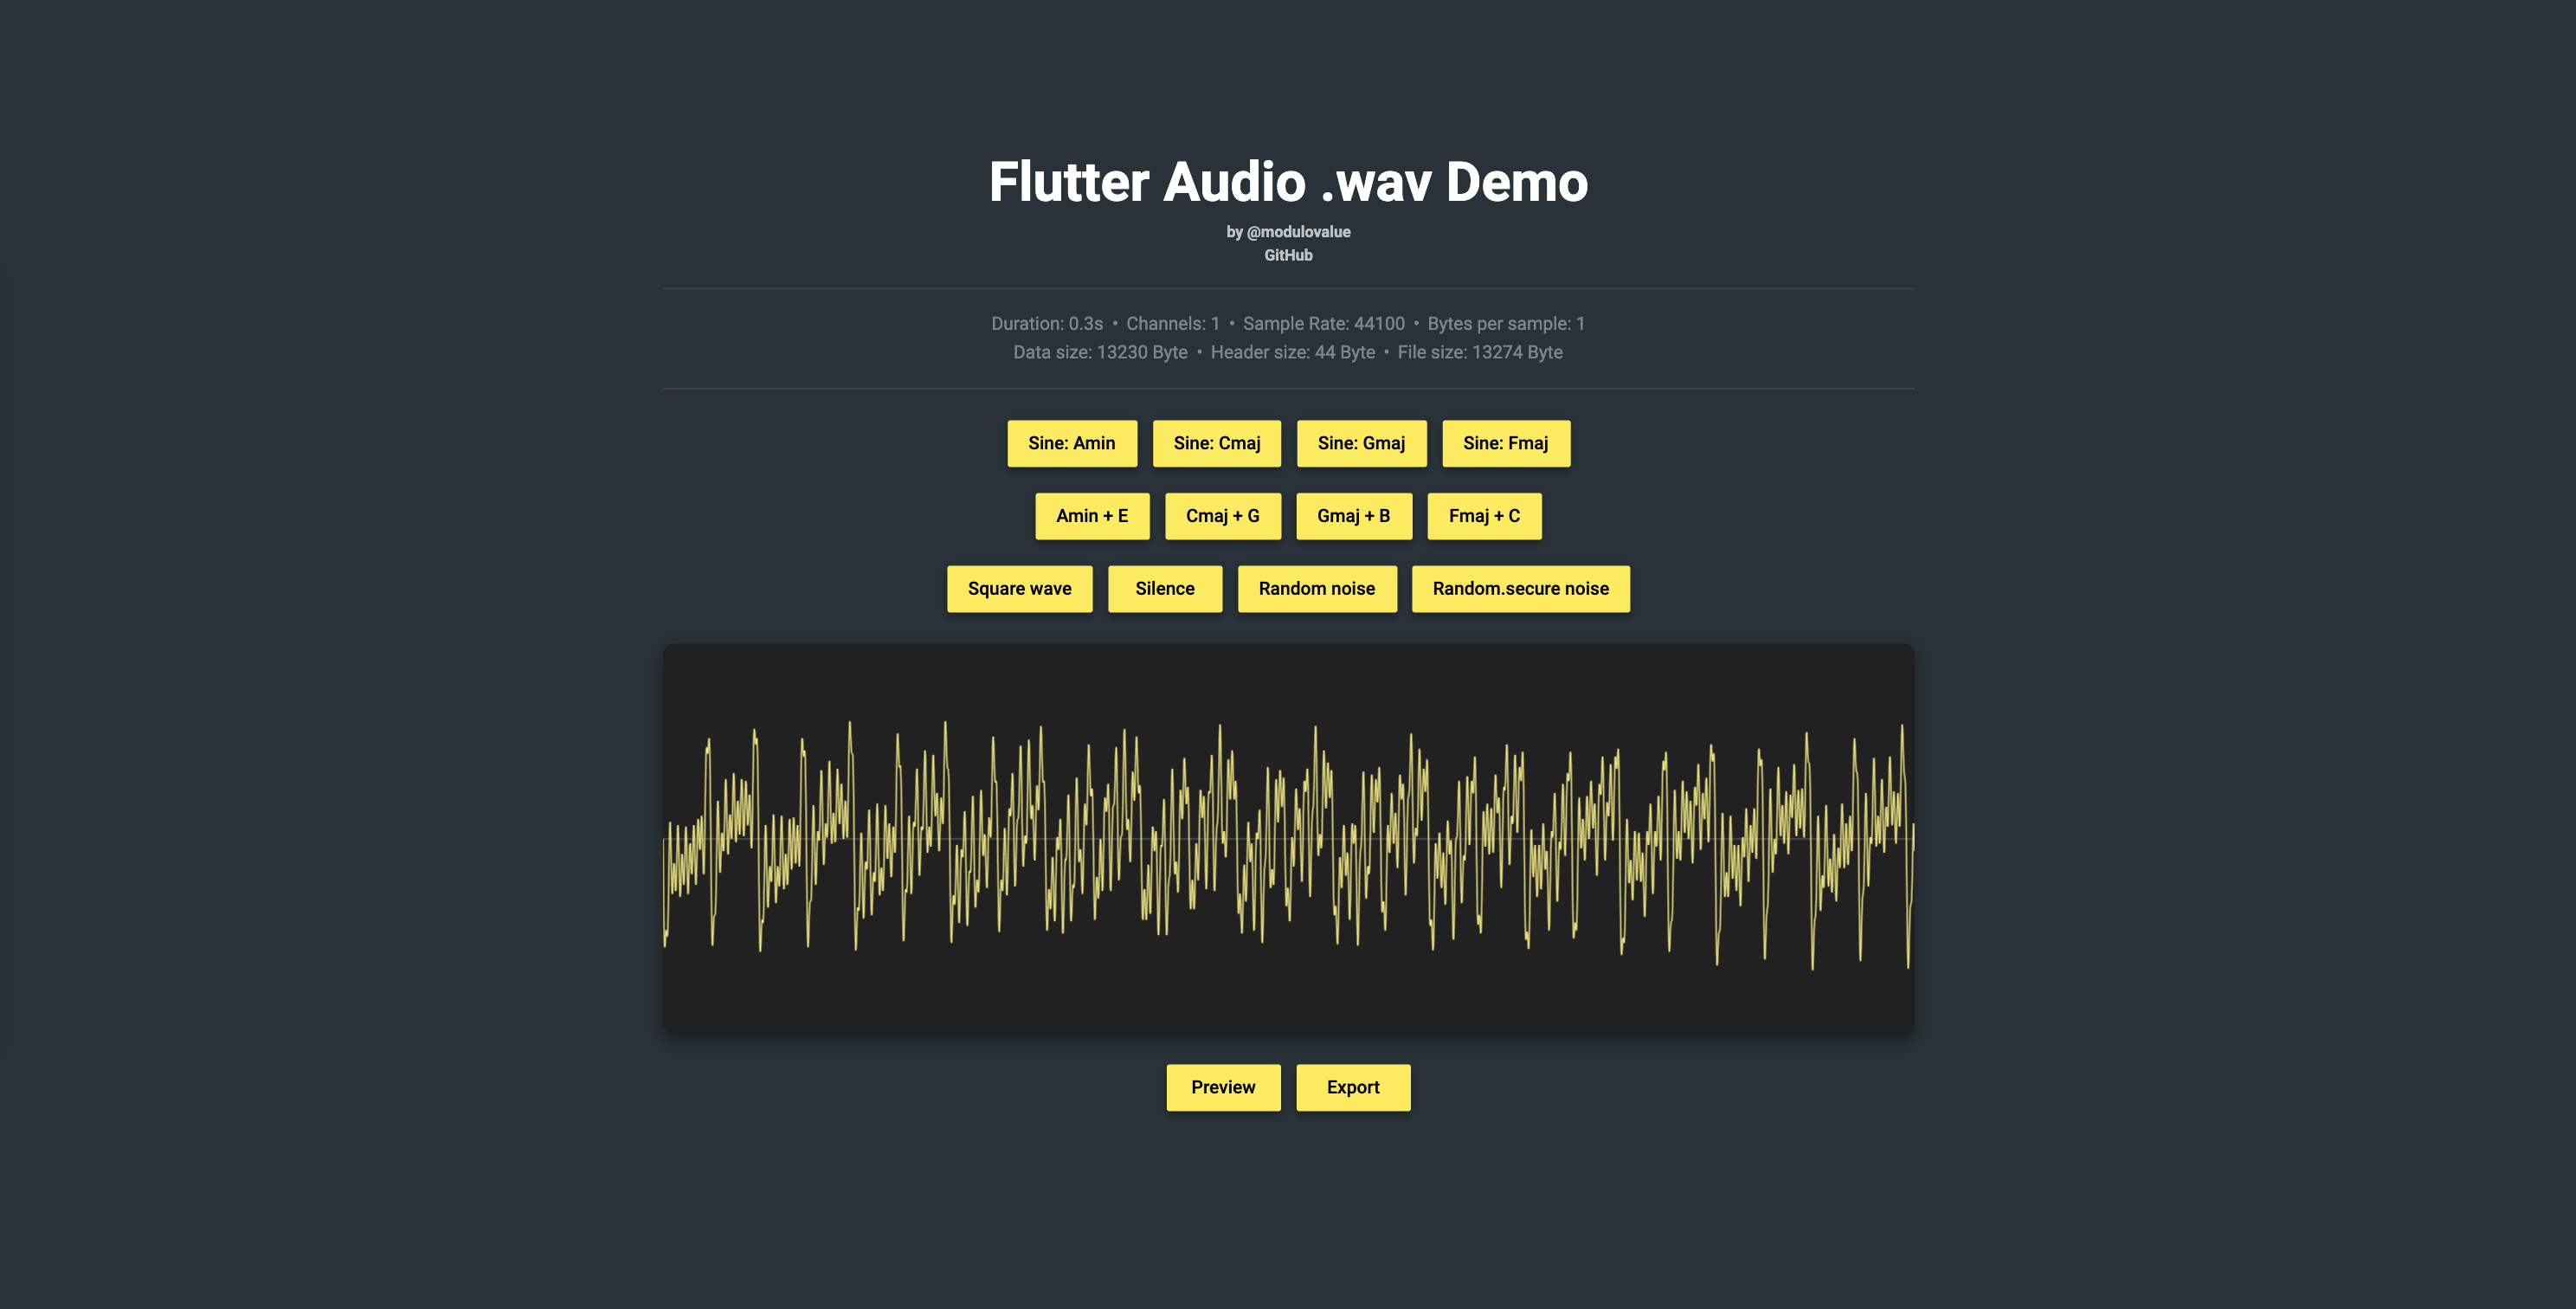 Flutter Audio .wav Demo
by @modulovalue
GitHub
Duration: 0.3s • Channels: 1 • Sample Rate: 44100 • Bytes per sample: 1
Data size: 13230 Byte • Header size: 44 Byte • File size: 13274 Byte
Sine: Amin Sine: Cmaj Sine: Gmaj Sine: Fmaj
Amin + E Cmaj + G Gmaj + B Fmaj + C
Square wave Silence Random noise Random.secure noise
Preview Export